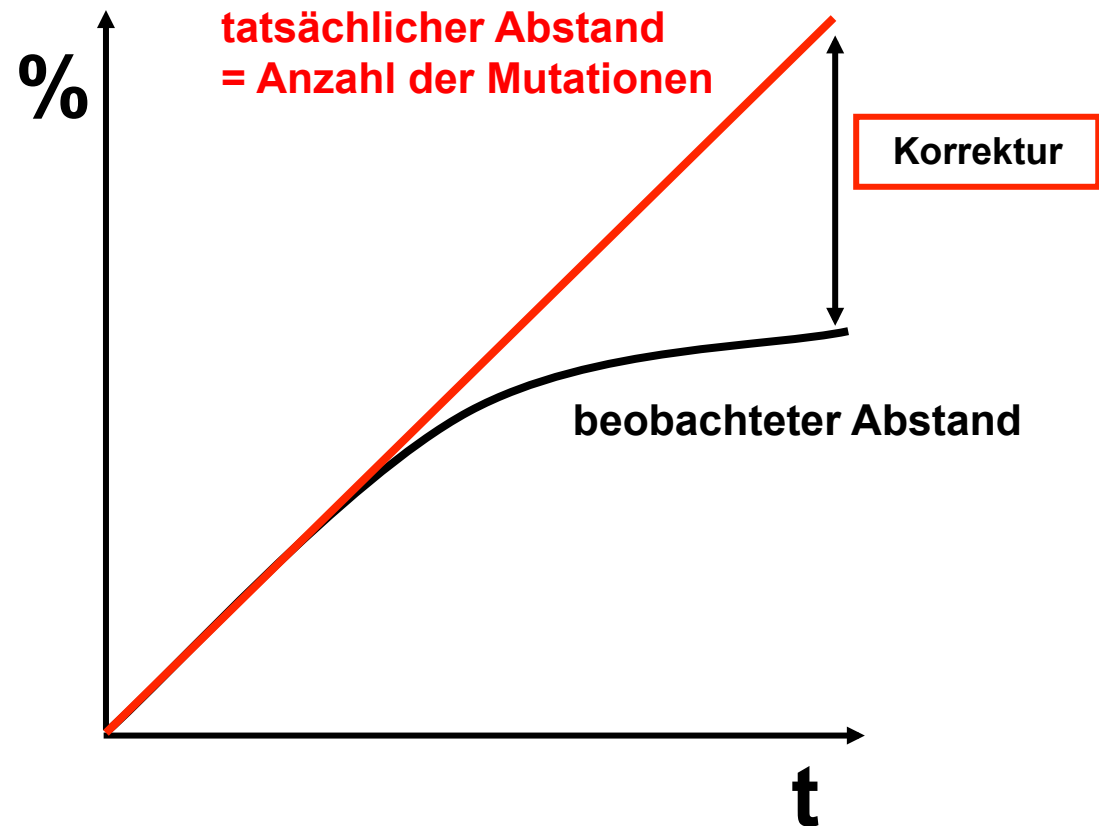 tatsächlicher Abstand
= Anzahl der Mutationen
%
Korrektur
beobachteter Abstand
t